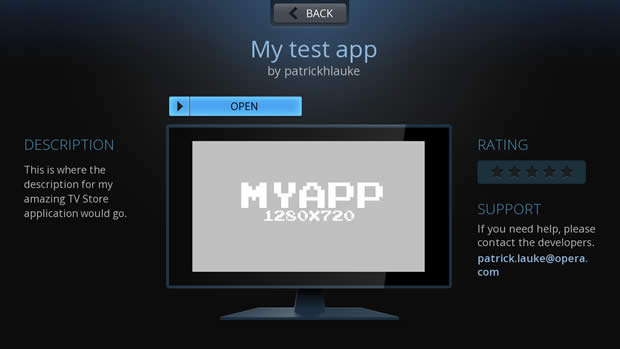 BACK
My test app
by patrickhlauke
OPEN
DESCRIPTION
This is where the
description for my
amazing TV Store
application would go.
MYAPP
1280X720
RATING
SUPPORT
If you need help, please
contact the developers.
patrick.lauke@opera.
com